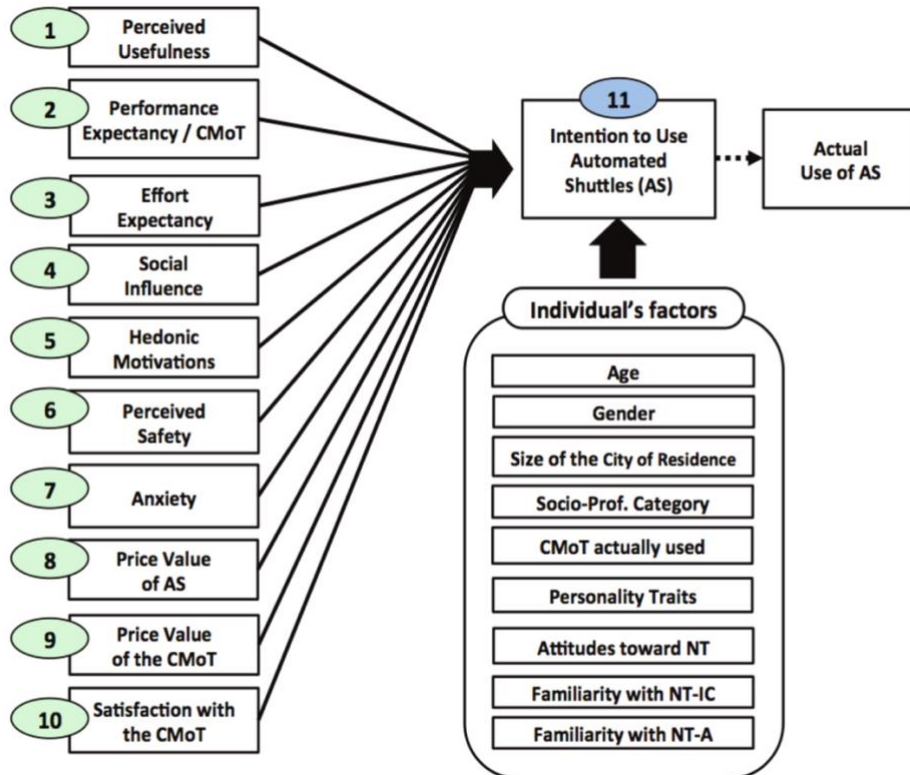 1
Perceived
Usefulness
2
Performance
Expectancy / CMoT
3
Effort
Expectancy
4
Social
Influence
5
Hedonic
Motivations
6
Perceived
Safety
7
Anxiety
8
Price Value
of AS
9
Price Value
of the CMoT
10
Satisfaction with
the CMoT
11
Intention to Use
Automated
Shuttles (AS)
Actual
Use of AS
Individual's factors
Age
Gender
Size of the City of Residence
Socio-Prof. Category
CMoT actually used
Personality Traits
Attitudes toward NT
Familiarity with NT-IC
Familiarity with NT-A